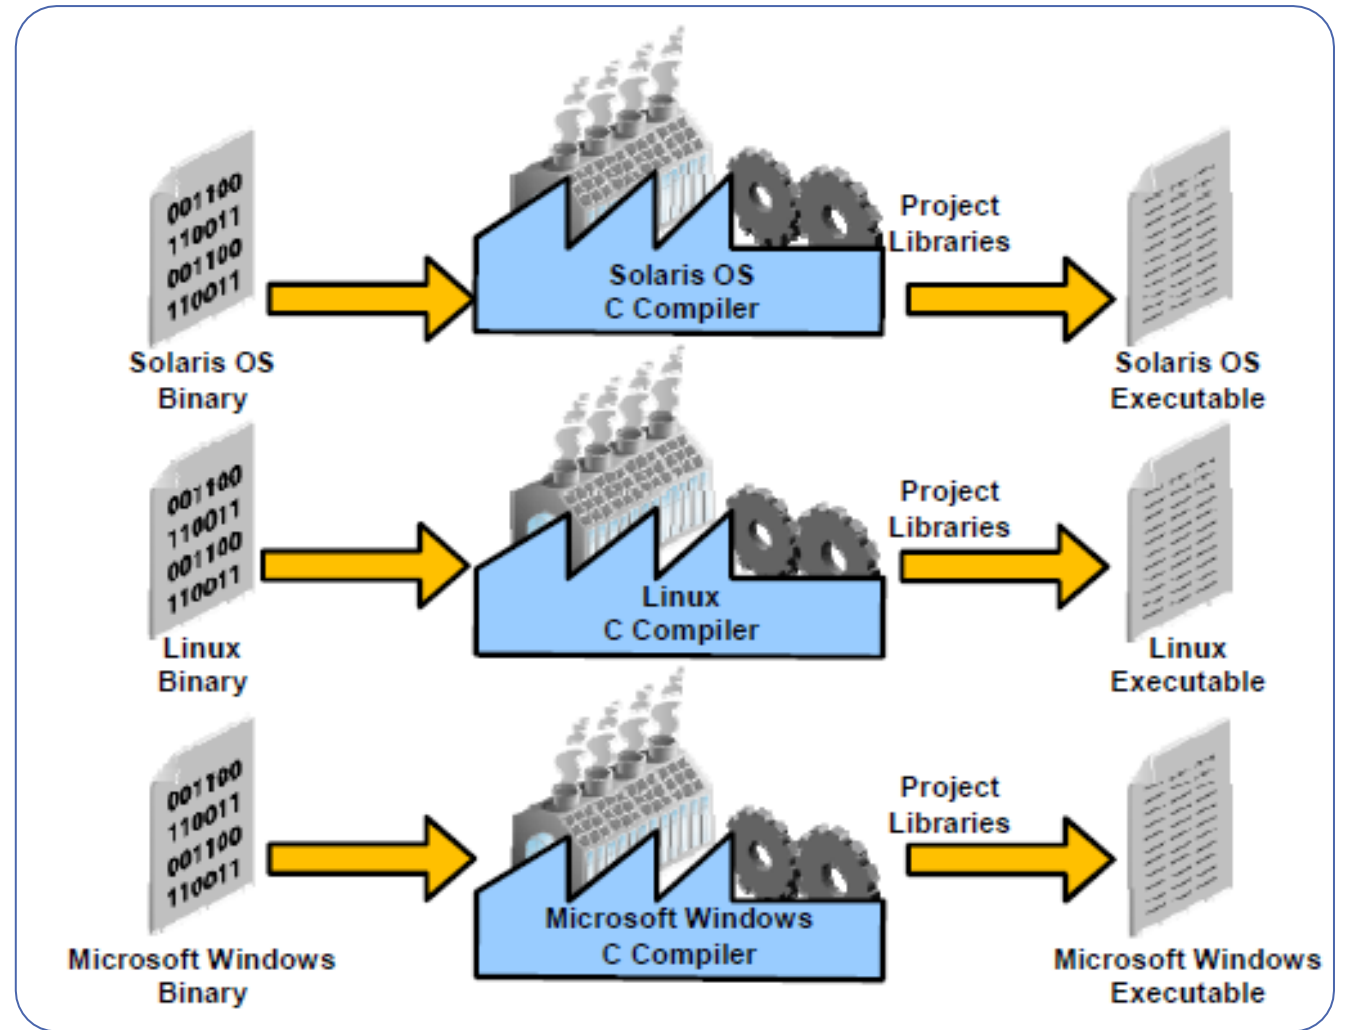 001100
110011
001100
110011
Solaris OS
Binary
Solaris OS
C Compiler
Project
Libraries
Solaris OS
Executable
001100
110011
001100
110011
Linux
Binary
Linux
C Compiler
Project
Libraries
Linux
Executable
001100
110011
001100
110011
Microsoft Windows
Binary
Microsoft Windows
C Compiler
Project
Libraries
Microsoft Windows
Executable